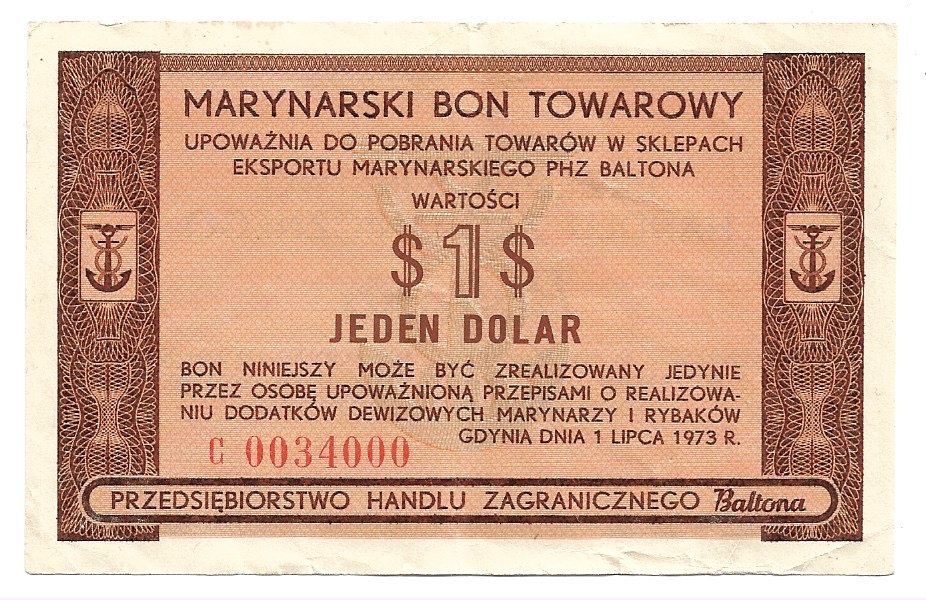 MARYNARSKI BON TOWAROWY
UPOWAŻNIA DO POBRANIA TOWARÓW W SKLEPACH
EKSPORTU MARYNARSKIEGO PHZ BALTONA
WARTOŚCI
$1$
JEDEN DOLAR
BON NINIEJSZY MOŻE BYĆ ZREALIZOWANY JEDYNIE
PRZEZ OSOBĘ UPOWAŻNIONĄ PRZEPISAMI O REALIZOWA-
NIU DODATKÓW DEWIZOWYCH MARYNARZY I RYBAKÓW
GDYNIA DNIA 1 LIPCA 1973 R.
C 0034000
PRZEDSIĘBIORSTWO HANDLU ZAGRANICZNEGO Baltona